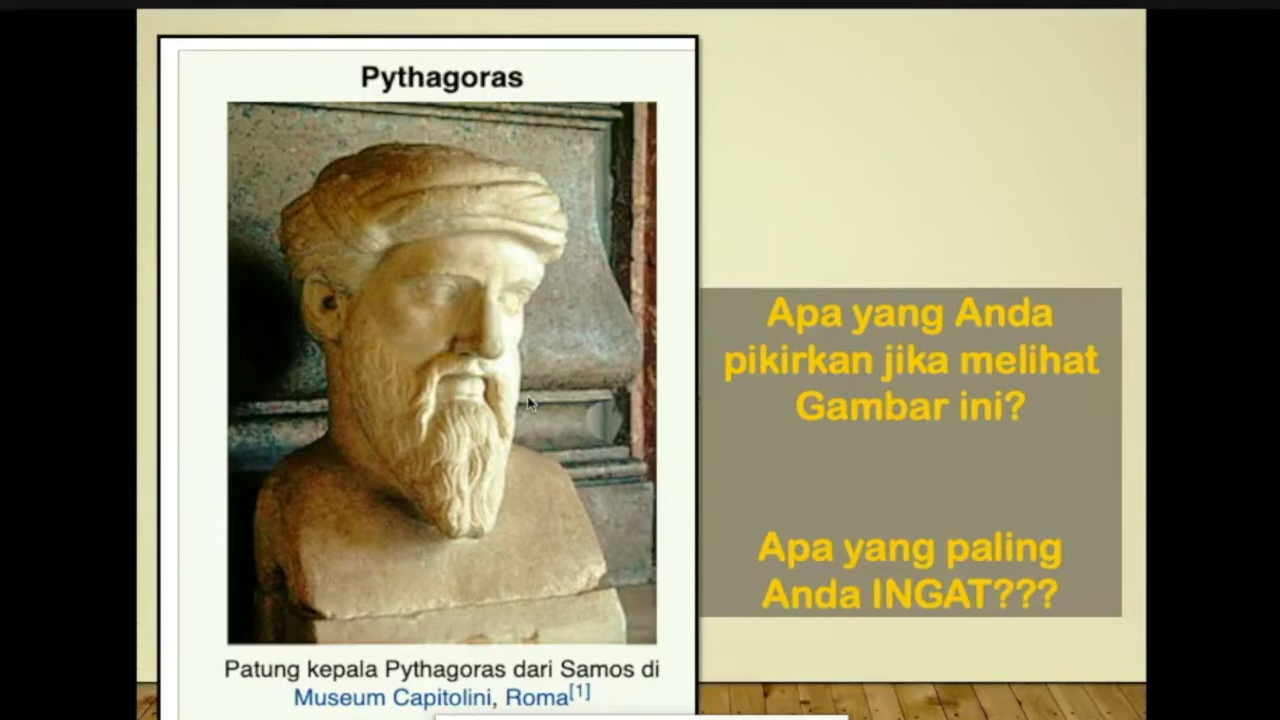 Pythagoras
Patung kepala Pythagoras dari Samos di
Museum Capitolini, Roma[1]
Apa yang Anda
pikirkan jika melihat
Gambar ini?
Apa yang paling
Anda INGAT???